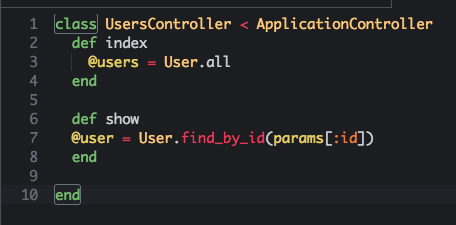 1 class UsersController < ApplicationController
2   def index
3     @users = User.all
4   end
5
6   def show
7   @user = User.find_by_id(params[:id])
8   end
9
10 end